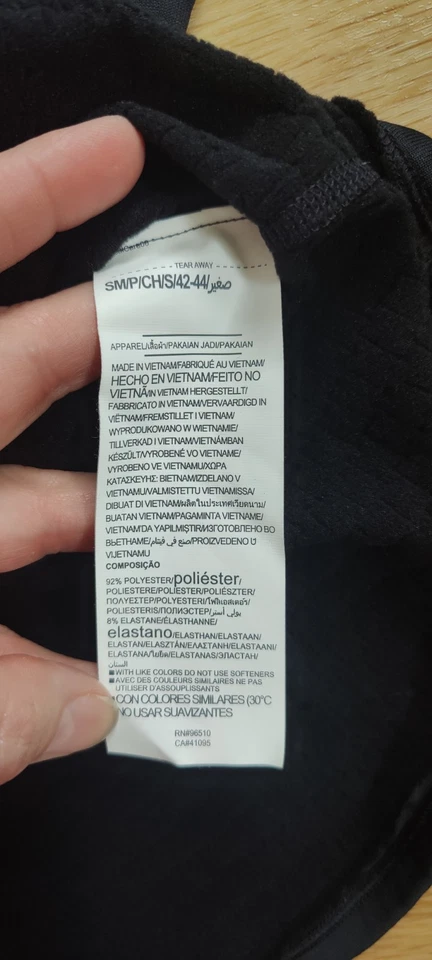 TEAR AWAY
SM/P/CH/S/42-44/صغير
APPAREL/เสื้อผ้า/PAKAIAN JADI/PAKAIAN
MADE IN VIETNAM/FABRIQUÉ AU VIETNAM/
HECHO EN VIETNAM/FEITO NO
VIETNÃ/IN VIETNAM HERGESTELLT/
FABBRICATO IN VIETNAM/VERVAARDIGD IN
VIETNAM/FREMSTILLET I VIETNAM/
WYPRODUKOWANO W WIETNAMIE/
TILLVERKAD I VIETNAM/VIETNÁMBAN
KÉSZÜLT/VYROBENÉ VO VIETNAME/
VYROBENO VE VIETNAMU/ΧΩΡΑ
ΚΑΤΑΣΚΕΥΗΣ: ΒΙΕΤΝΑΜ/IZDELANO V
VIETNAMU/VALMISTETTU VIETNAMISSA/
DIBUAT DI VIETNAM/ผลิตในประเทศเวียดนาม/
BUATAN VIETNAM/PAGAMINTA VIETNAME/
VIETNAM'DA YAPILMIŞTIR/ИЗГОТОВЛЕНО ВО
ВЬЕТНАМЕ/صنع في فيتنام/PROIZVEDENO U
VIJETNAMU
COMPOSIÇÃO
92% POLYESTER/poliéster/
POLIESTERE/POLIESTER/POLIÉSZTER/
ΠΟΛΥΕΣΤΕΡ/POLYESTERI/โพลีเอสเตอร์/
POLIESTERIS/ПОЛИЭСТЕР/بولي أستر/
8% ELASTANE/ÉLASTHANNE/
elastano/ELASTHAN/ELASTAAN/
ELASTAN/ELASZTÁN/ΕΛΑΣΤΑΝΗ/ELASTAANI/
ELASTANA/ไลย์ยืด/ELASTANAS/ЭЛАСТАН/
الستان
■WITH LIKE COLORS DO NOT USE SOFTENERS
■AVEC DES COULEURS SIMILAIRES NE PAS
UTILISER D'ASSOUPLISSANTS
CON COLORES SIMILARES (30°C
NO USAR SUAVIZANTES
RN#96510
CA#41095